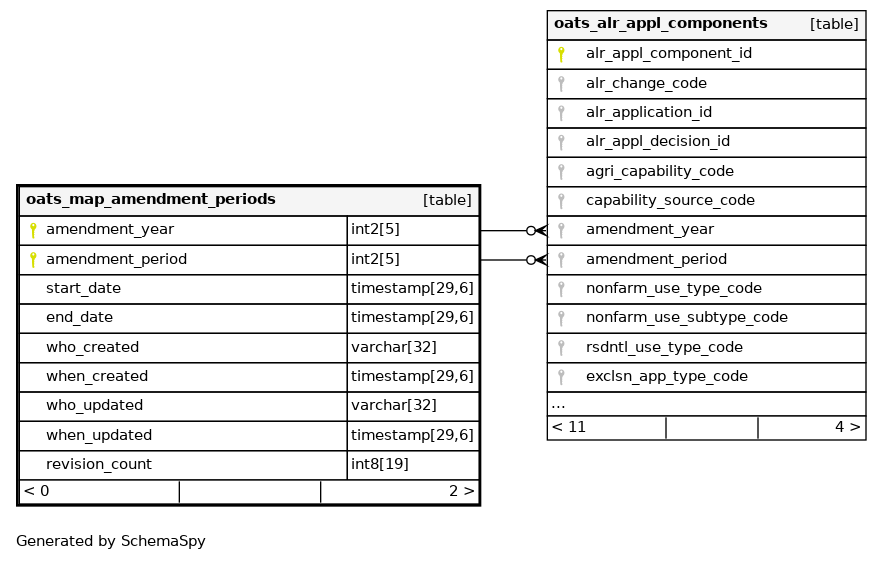 oats_alr_appl_components [table]
alr_appl_component_id
alr_change_code
alr_application_id
alr_appl_decision_id
agri_capability_code
capability_source_code
amendment_year
amendment_period
nonfarm_use_type_code
nonfarm_use_subtype_code
rsdntl_use_type_code
exclsn_app_type_code
...
< 11 4 >
oats_map_amendment_periods [table]
amendment_year int2[5]
amendment_period int2[5]
start_date timestamp[29,6]
end_date timestamp[29,6]
who_created varchar[32]
when_created timestamp[29,6]
who_updated varchar[32]
when_updated timestamp[29,6]
revision_count int8[19]
< 0 2 >
Generated by SchemaSpy